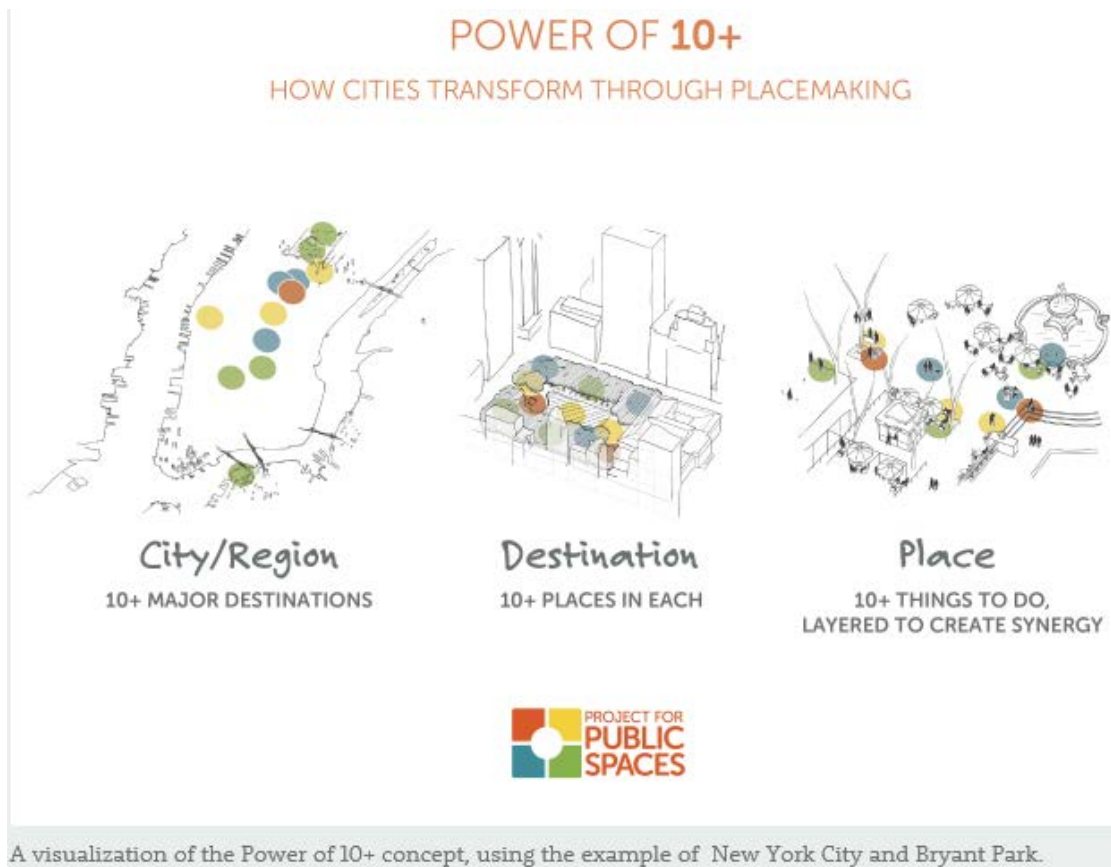 POWER OF 10+
HOW CITIES TRANSFORM THROUGH PLACEMAKING
City/Region
10+ MAJOR DESTINATIONS
Destination
10+ PLACES IN EACH
Place
10+ THINGS TO DO,
LAYERED TO CREATE SYNERGY
PROJECT FOR
PUBLIC
SPACES
A visualization of the Power of 10+ concept, using the example of New York City and Bryant Park.